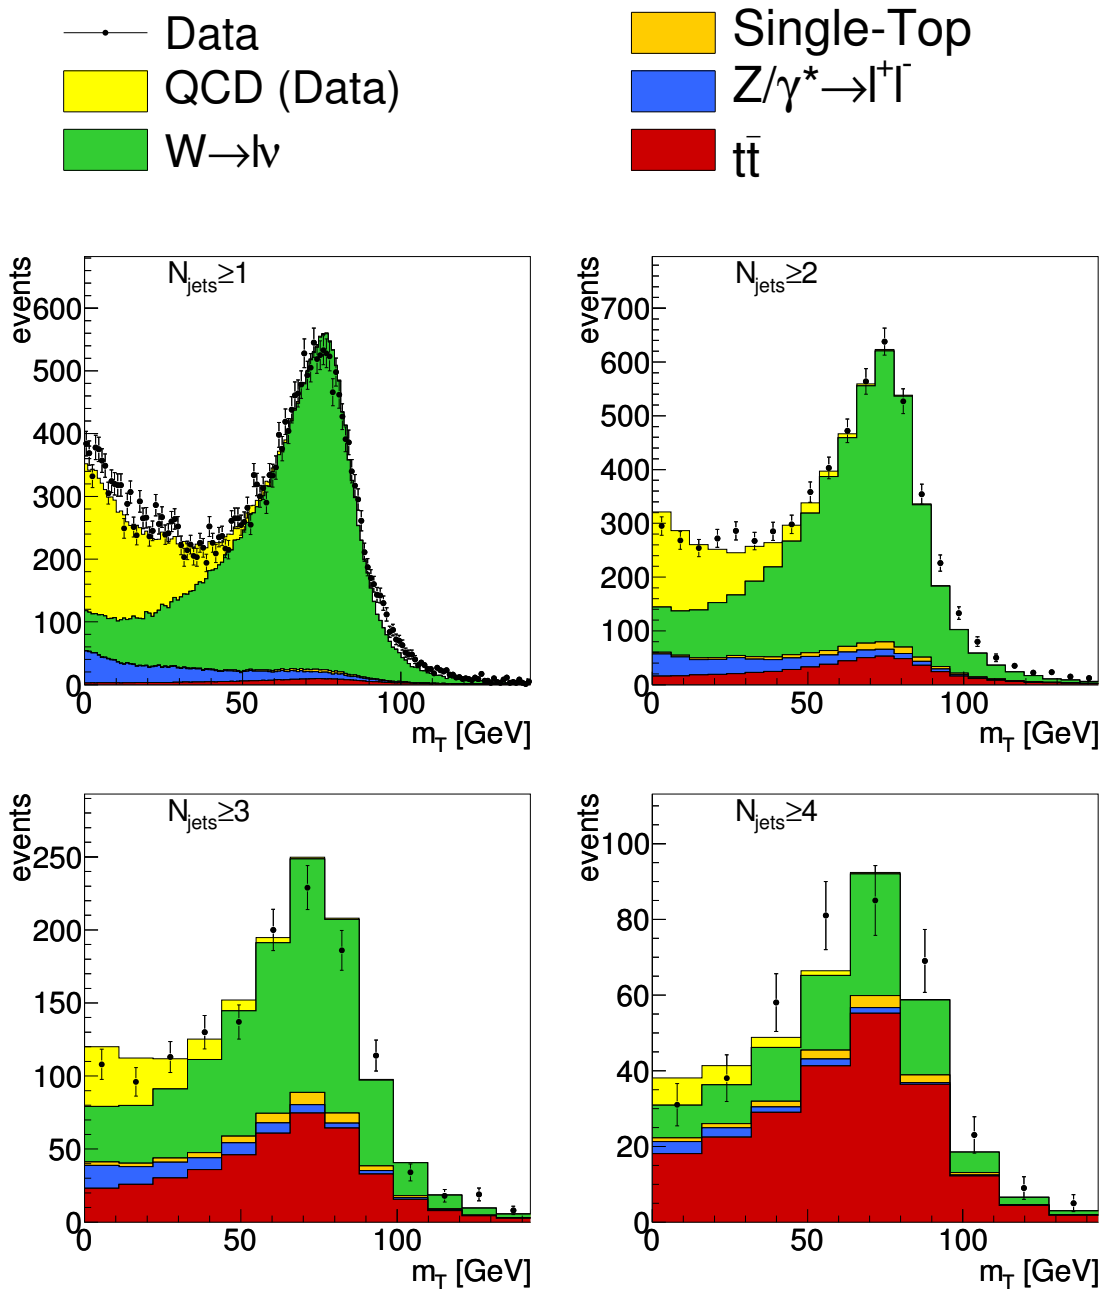 Data
QCD (Data)
W→lν
Single-Top
Z/γ*→l⁺l⁻
tt̄
events
N_jets≥1
600
500
400
300
200
100
0
0 50 100
m_T [GeV]
events
N_jets≥2
700
600
500
400
300
200
100
0
0 50 100
m_T [GeV]
events
N_jets≥3
250
200
150
100
50
0
0 50 100
m_T [GeV]
events
N_jets≥4
100
80
60
40
20
0
0 50 100
m_T [GeV]